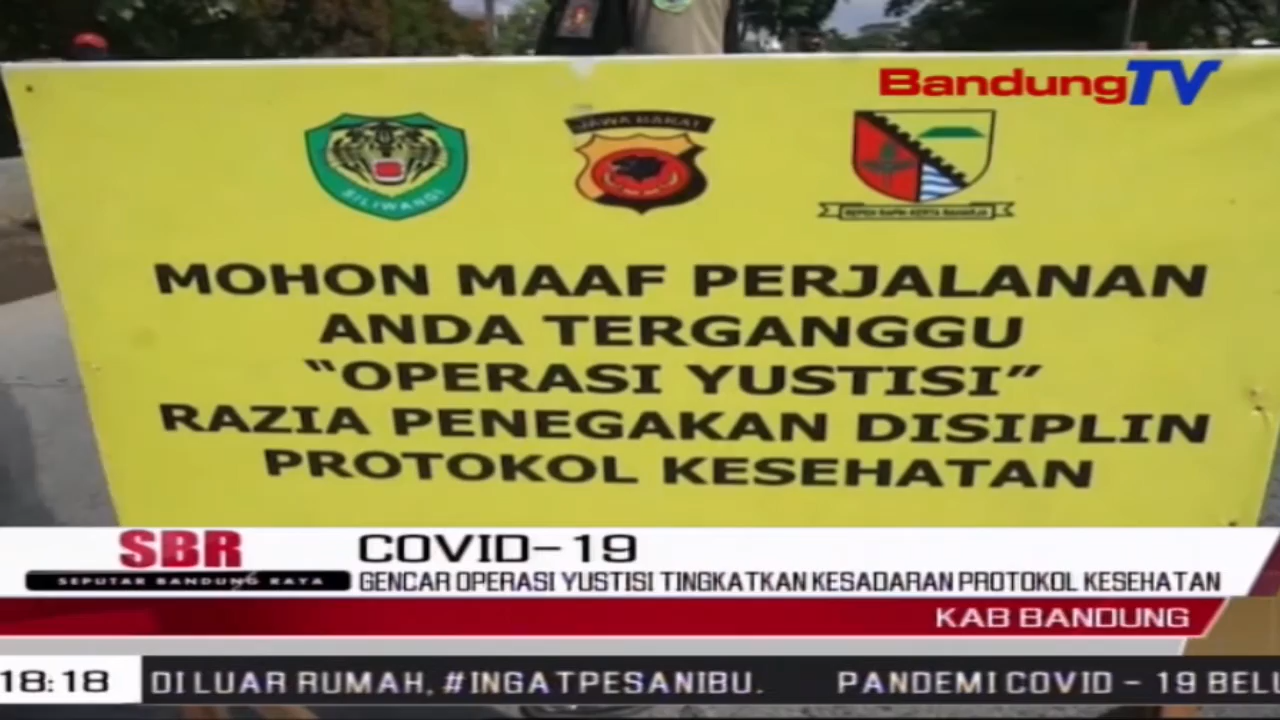 BandungTV
JAWA BARAT
SILIWANGI
MOHON MAAF PERJALANAN
ANDA TERGANGGU
“OPERASI YUSTISI”
RAZIA PENEGAKAN DISIPLIN
PROTOKOL KESEHATAN
SBR
SEPUTAR BANDUNG RAYA
COVID-19
GENCAR OPERASI YUSTISI TINGKATKAN KESADARAN PROTOKOL KESEHATAN
KAB BANDUNG
18:18
DI LUAR RUMAH, #INGATPESANIBU. PANDEMI COVID - 19 BELU